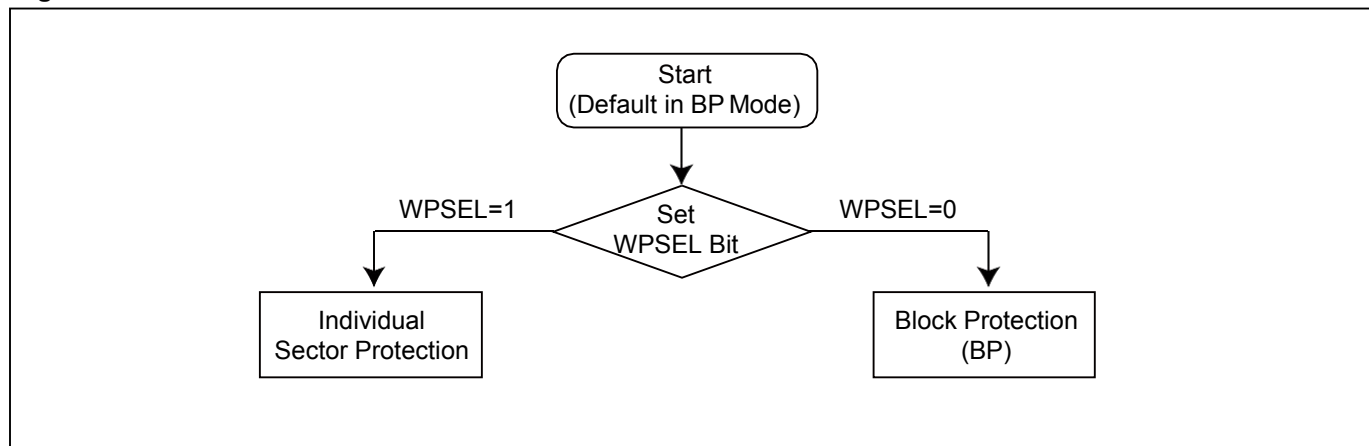 Start
(Default in BP Mode)
WPSEL=1
Set
WPSEL Bit
WPSEL=0
Individual
Sector Protection
Block Protection
(BP)